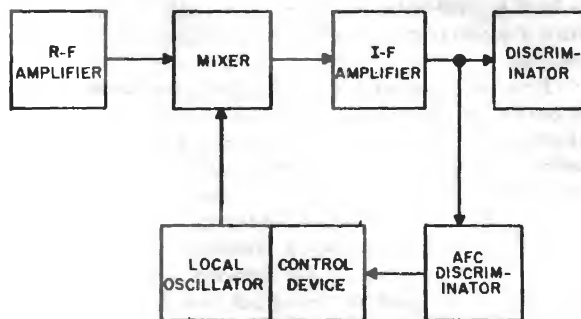 R-F
AMPLIFIER
MIXER
I-F
AMPLIFIER
DISCRIM-
INATOR
LOCAL
OSCILLATOR
CONTROL
DEVICE
AFC
DISCRIM-
INATOR